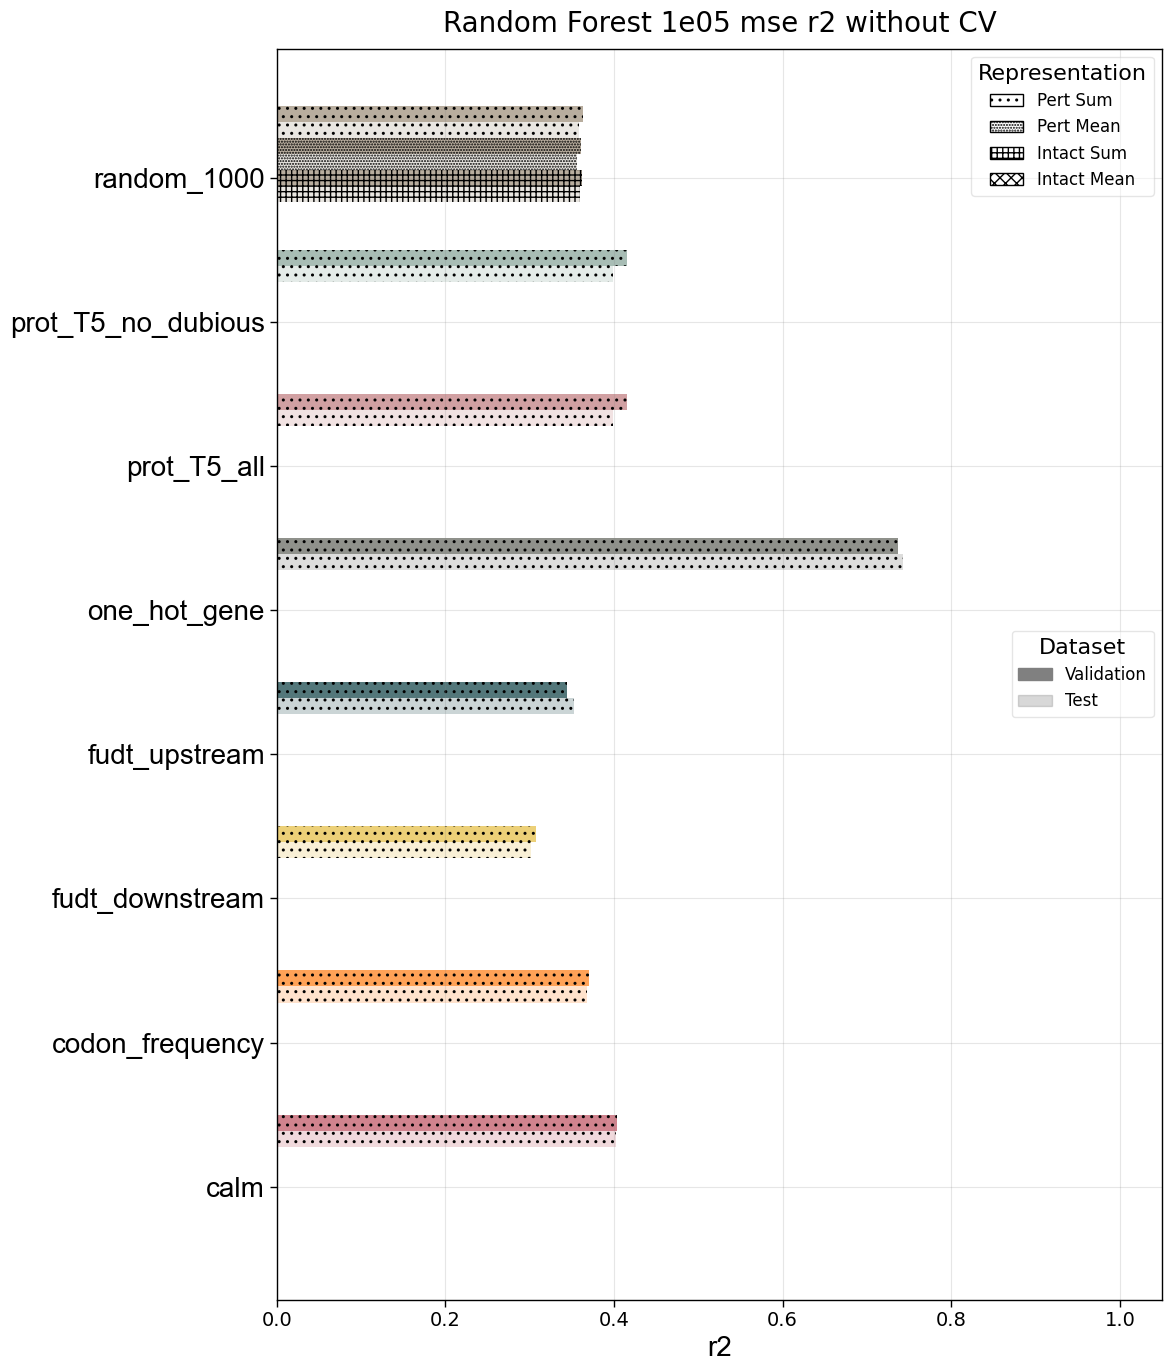 Random Forest 1e05 mse r2 without CV
Representation
Pert Sum
Pert Mean
Intact Sum
Intact Mean
random_1000
prot_T5_no_dubious
prot_T5_all
one_hot_gene
Dataset
Validation
Test
fudt_upstream
fudt_downstream
codon_frequency
calm
0.0 0.2 0.4 0.6 0.8 1.0
r2